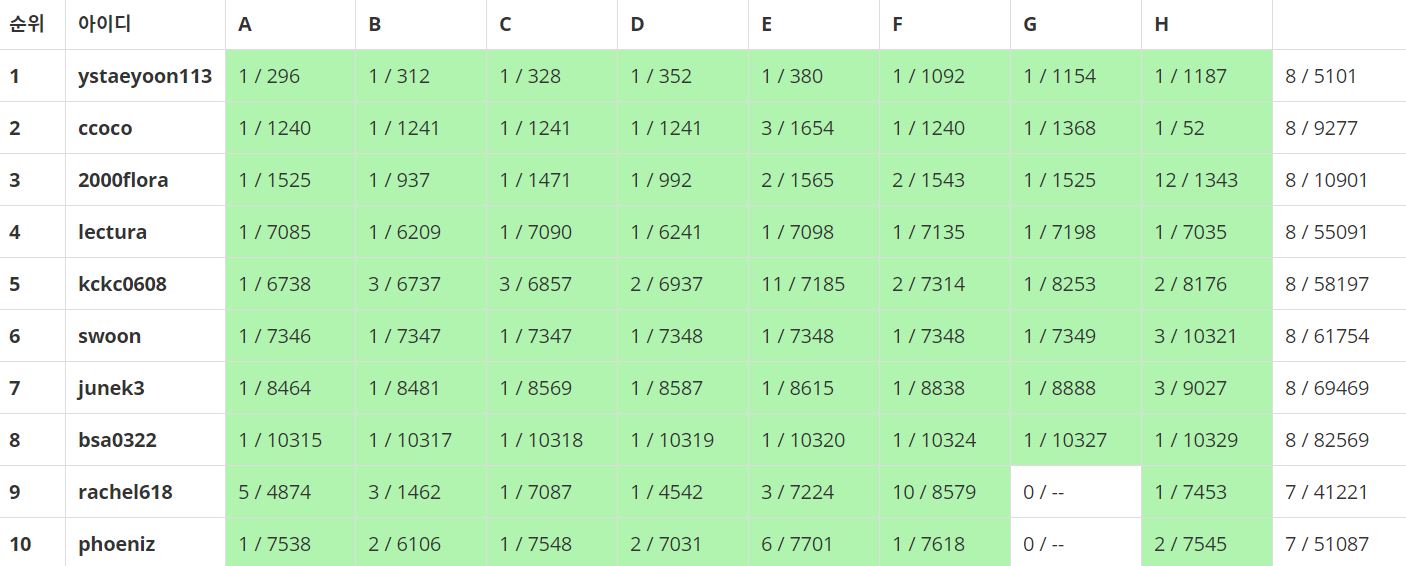 순위 아이디 A B C D E F G H
1 ystaeyoon113 1 / 296 1 / 312 1 / 328 1 / 352 1 / 380 1 / 1092 1 / 1154 1 / 1187 8 / 5101
2 ccoco 1 / 1240 1 / 1241 1 / 1241 1 / 1241 3 / 1654 1 / 1240 1 / 1368 1 / 52 8 / 9277
3 2000flora 1 / 1525 1 / 937 1 / 1471 1 / 992 2 / 1565 2 / 1543 1 / 1525 12 / 1343 8 / 10901
4 lectura 1 / 7085 1 / 6209 1 / 7090 1 / 6241 1 / 7098 1 / 7135 1 / 7198 1 / 7035 8 / 55091
5 kckc0608 1 / 6738 3 / 6737 3 / 6857 2 / 6937 11 / 7185 2 / 7314 1 / 8253 2 / 8176 8 / 58197
6 swoon 1 / 7346 1 / 7347 1 / 7347 1 / 7348 1 / 7348 1 / 7348 1 / 7349 3 / 10321 8 / 61754
7 junek3 1 / 8464 1 / 8481 1 / 8569 1 / 8587 1 / 8615 1 / 8838 1 / 8888 3 / 9027 8 / 69469
8 bsa0322 1 / 10315 1 / 10317 1 / 10318 1 / 10319 1 / 10320 1 / 10324 1 / 10327 1 / 10329 8 / 82569
9 rachel618 5 / 4874 3 / 1462 1 / 7087 1 / 4542 3 / 7224 10 / 8579 0 / -- 1 / 7453 7 / 41221
10 phoeniz 1 / 7538 2 / 6106 1 / 7548 2 / 7031 6 / 7701 1 / 7618 0 / -- 2 / 7545 7 / 51087